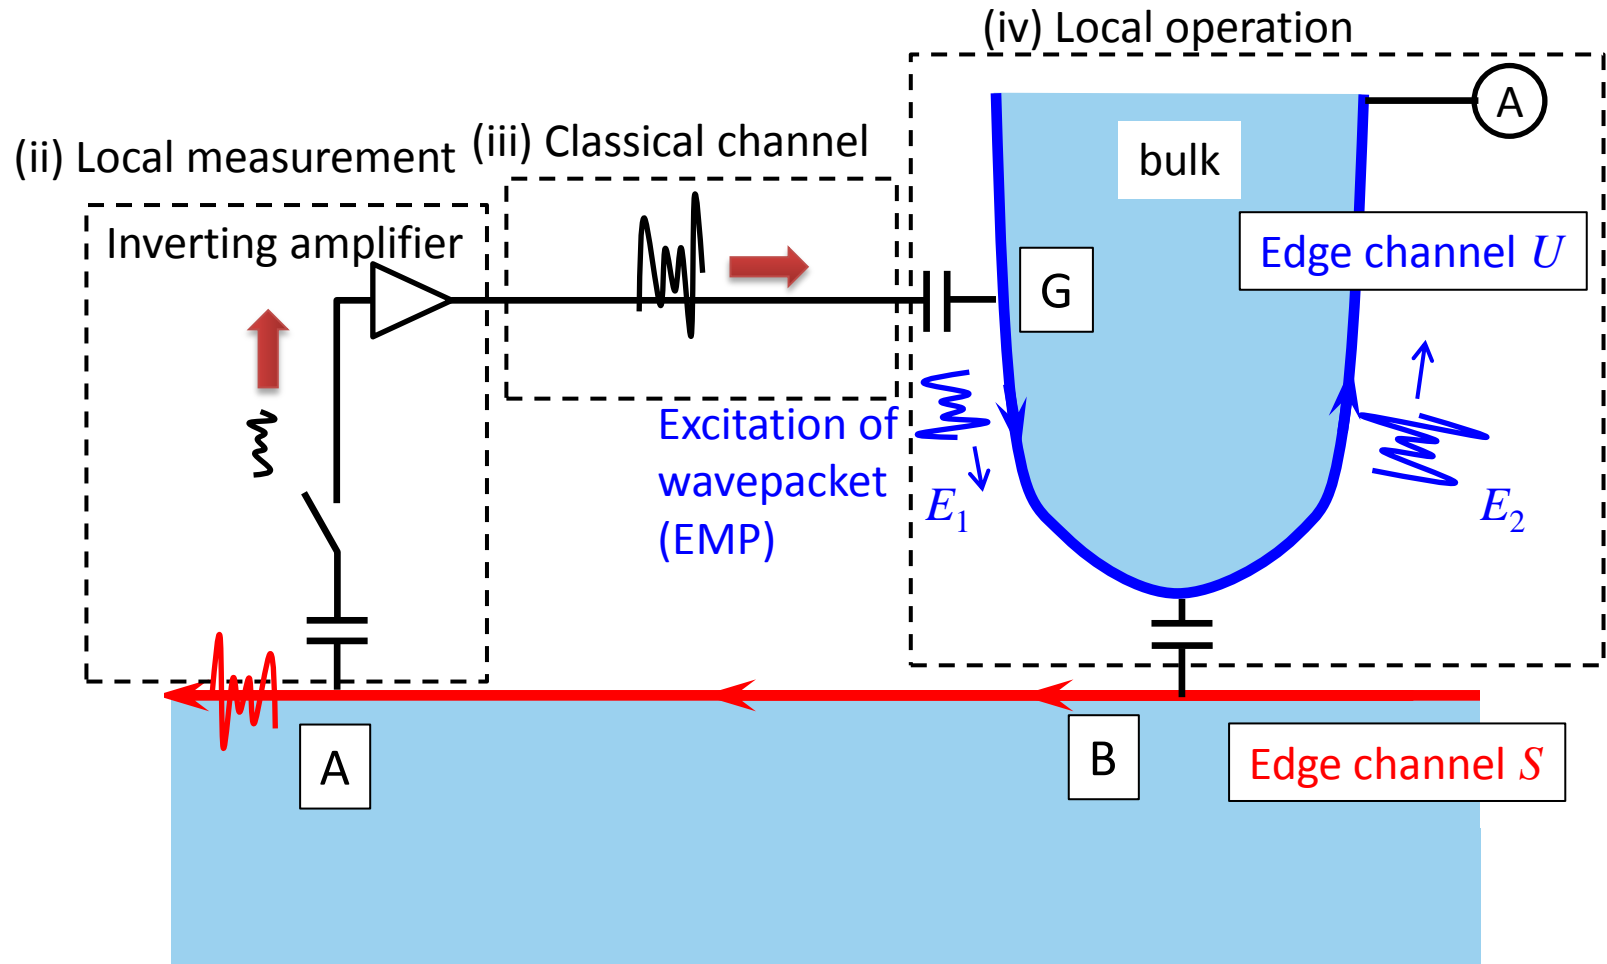 (iv) Local operation
A
(ii) Local measurement
(iii) Classical channel
bulk
Inverting amplifier
Edge channel U
G
Excitation of
wavepacket
(EMP)
E1
E2
A
B
Edge channel S